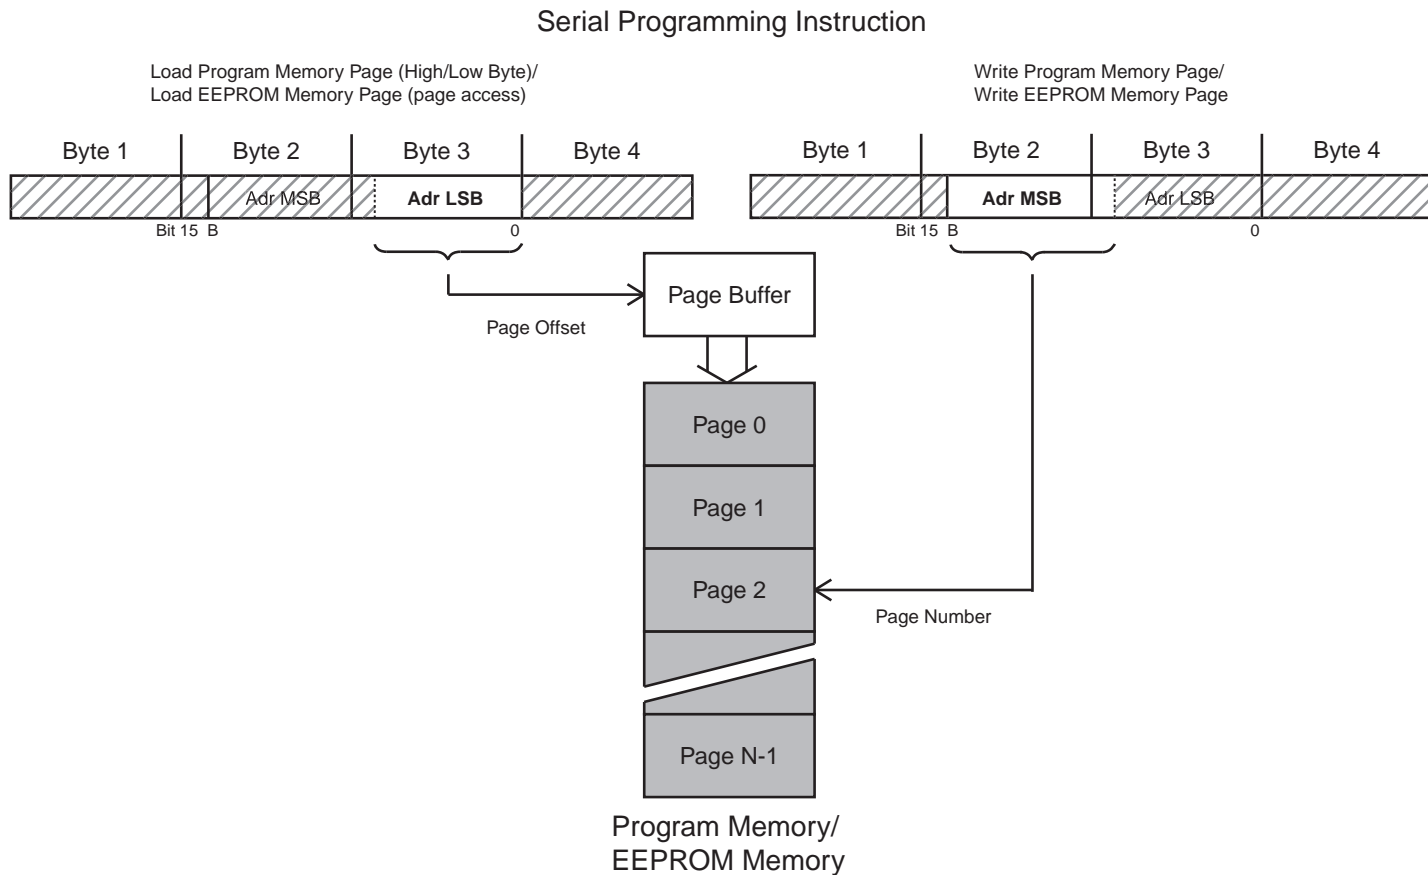 Serial Programming Instruction
Load Program Memory Page (High/Low Byte)/
Load EEPROM Memory Page (page access)
Write Program Memory Page/
Write EEPROM Memory Page
Byte 1 Byte 2 Byte 3 Byte 4
Byte 1 Byte 2 Byte 3 Byte 4
Adr MSB Adr LSB
Adr MSB Adr LSB
Bit 15 B 0
Bit 15 B 0
Page Buffer
Page Offset
Page 0
Page 1
Page 2
Page Number
Page N-1
Program Memory/
EEPROM Memory